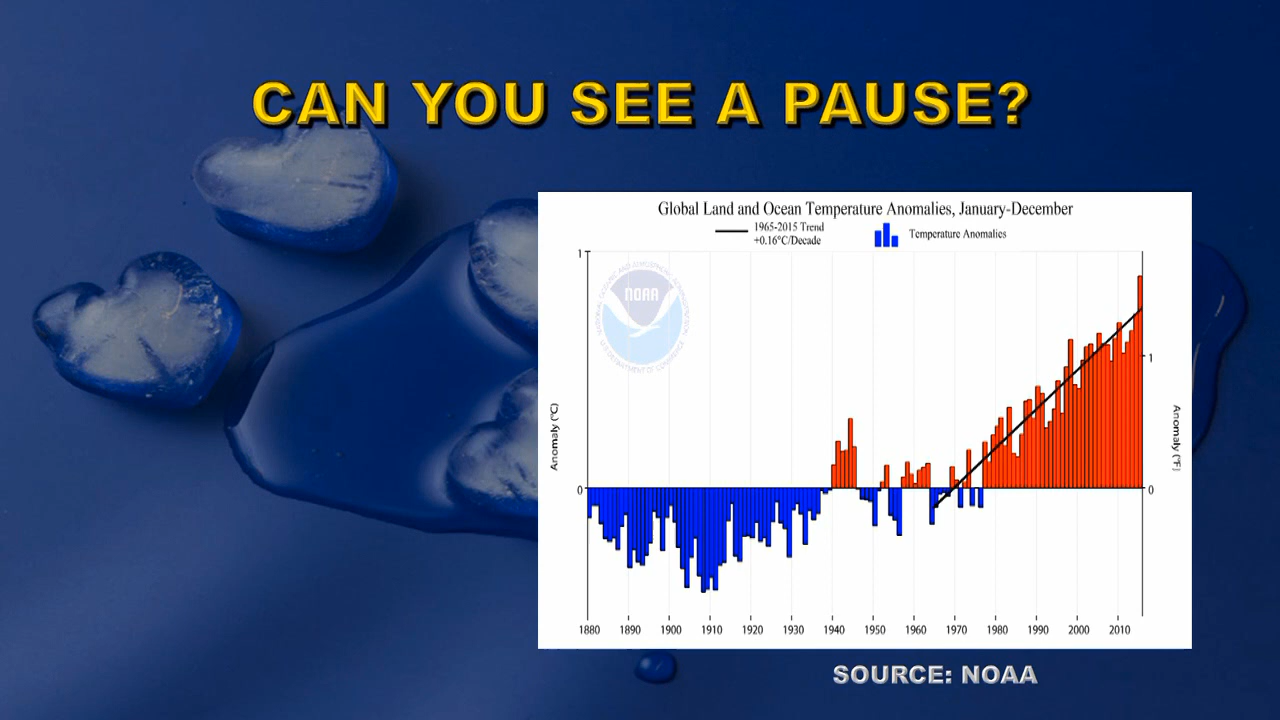 CAN YOU SEE A PAUSE?
Global Land and Ocean Temperature Anomalies, January-December
1965-2015 Trend
+0.16°C/Decade
Temperature Anomalies
1
NOAA
1
Anomaly (°C)
Anomaly (°F)
0
0
1880 1890 1900 1910 1920 1930 1940 1950 1960 1970 1980 1990 2000 2010
SOURCE: NOAA